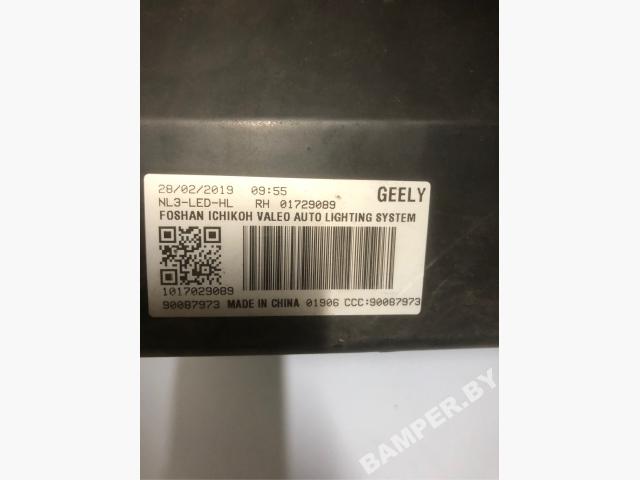 28/02/2019 09:55 GEELY
NL3-LED-HL RH 01729089
FOSHAN ICHIKOH VALEO AUTO LIGHTING SYSTEM
1017029089
90087973 MADE IN CHINA 01906 CCC:90087973
BAMPER.BY